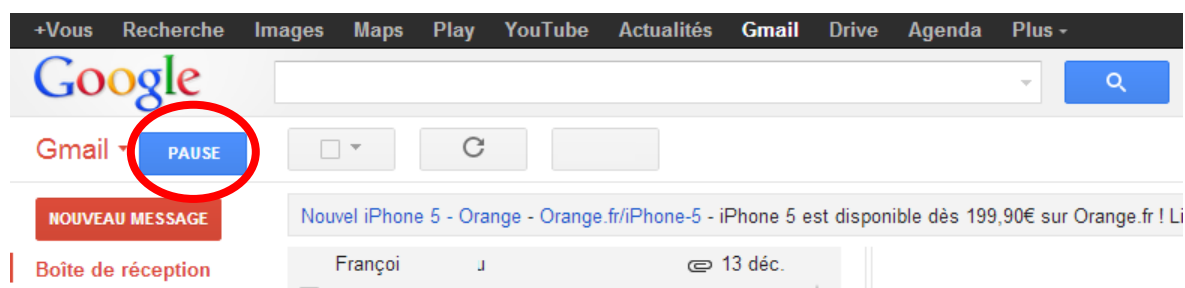 +Vous Recherche Images Maps Play YouTube Actualités Gmail Drive Agenda Plus
Google
Gmail PAUSE
NOUVEAU MESSAGE Nouvel iPhone 5 - Orange - Orange.fr/iPhone-5 - iPhone 5 est disponible dès 199,90€ sur Orange.fr ! Li
Boîte de réception Françoi 13 déc.